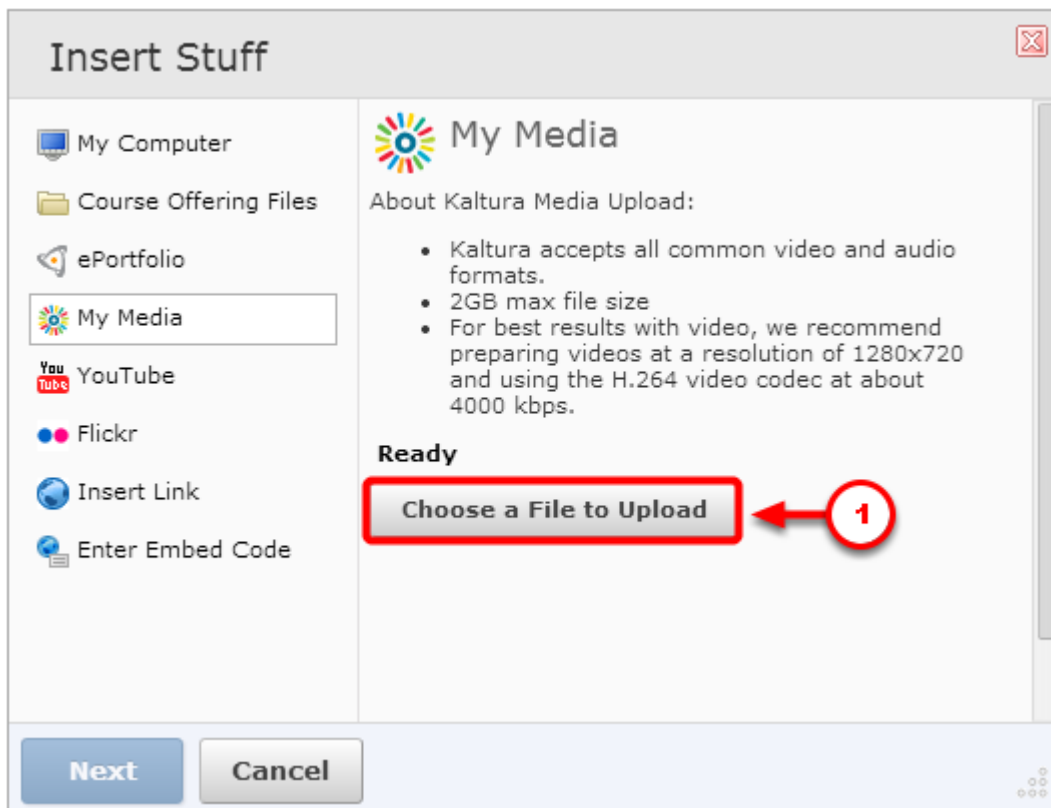 Insert Stuff
My Computer
Course Offering Files
ePortfolio
My Media
You
Tube YouTube
Flickr
Insert Link
Enter Embed Code
My Media
About Kaltura Media Upload:
• Kaltura accepts all common video and audio
formats.
• 2GB max file size
• For best results with video, we recommend
preparing videos at a resolution of 1280x720
and using the H.264 video codec at about
4000 kbps.
Ready
Choose a File to Upload
1
Next
Cancel